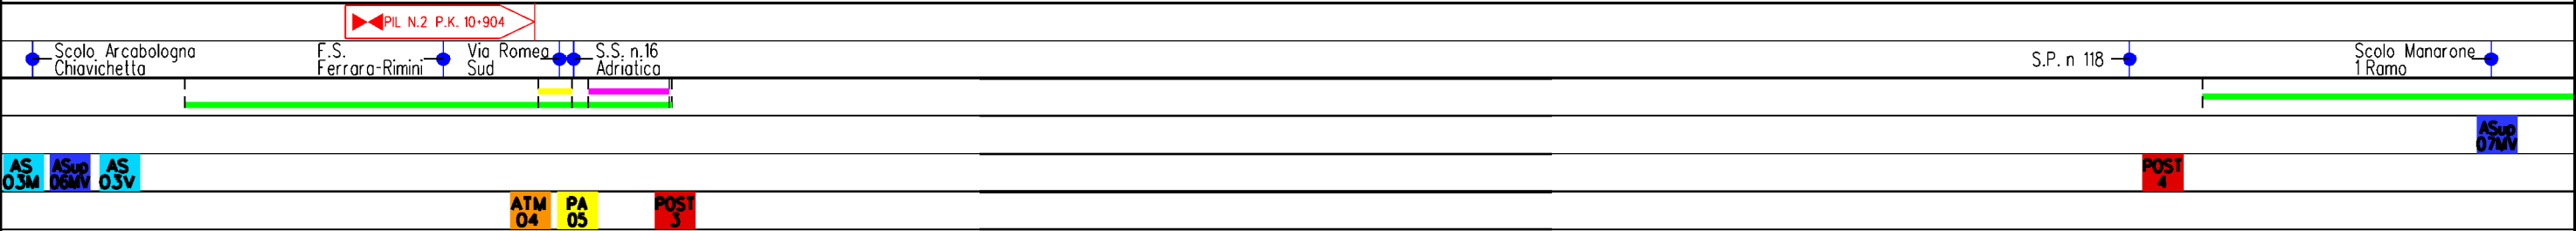 PIL N.2 P.K. 10+904
Scolo Arcabologna
Chiavichetta
F.S.
Ferrara-Rimini
Via Romea
Sud
S.S. n.16
Adriatica
S.P. n 118
Scolo Manarone
1 Ramo
ASup
07MV
AS
03M
ASup
06MV
AS
03V
POST
4
ATM
04
PA
05
POST
3